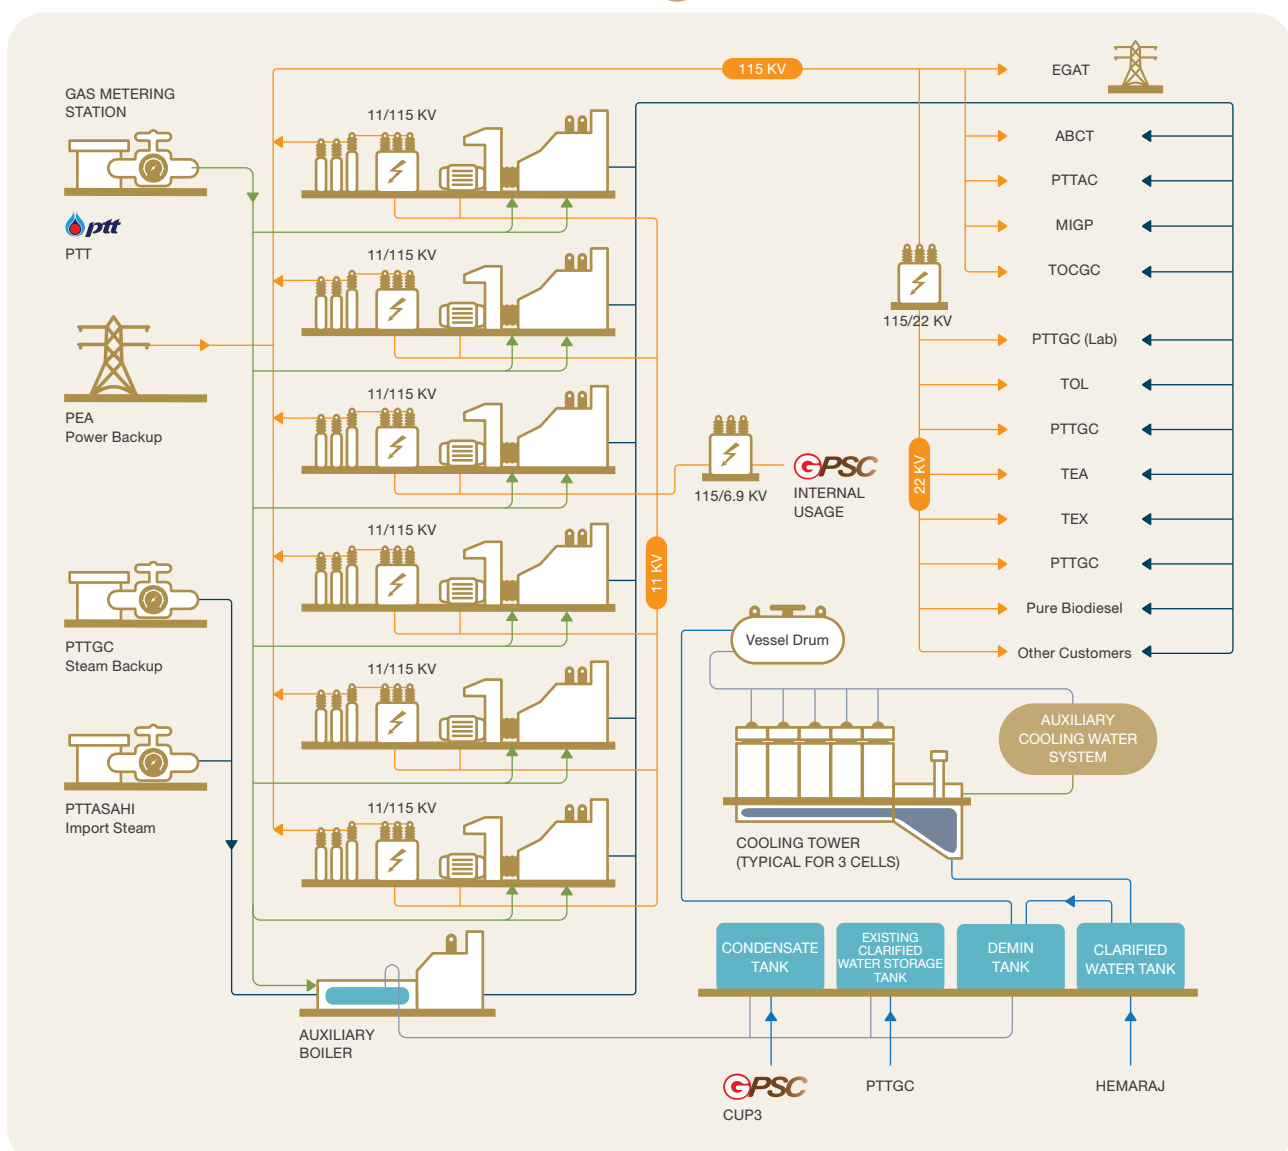 115 KV
EGAT
GAS METERING
STATION
ptt
PTT
11/115 KV
ABCT
PTTAC
MIGP
TOCGC
11/115 KV
115/22 KV
PEA
Power Backup
11/115 KV
PTTGC (Lab)
TOL
PTTGC
TEA
TEX
PTTGC
Pure Biodiesel
Other Customers
22 KV
115/6.9 KV
GPSC
INTERNAL
USAGE
11/115 KV
11 KV
PTTGC
Steam Backup
Vessel Drum
11/115 KV
AUXILIARY
COOLING WATER
SYSTEM
PTTASAHI
Import Steam
11/115 KV
COOLING TOWER
(TYPICAL FOR 3 CELLS)
CONDENSATE
TANK
EXISTING
CLARIFIED
WATER STORAGE
TANK
DEMIN
TANK
CLARIFIED
WATER TANK
AUXILIARY
BOILER
GPSC
CUP3
PTTGC
HEMARAJ